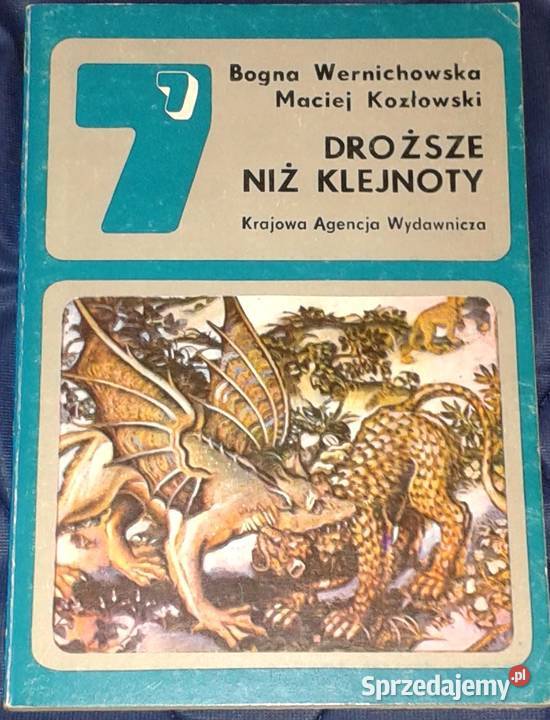 7
Bogna Wernichowska
Maciej Kozłowski
DROŻSZE
NIŻ KLEJNOTY
Krajowa Agencja Wydawnicza
Sprzedajemy.pl